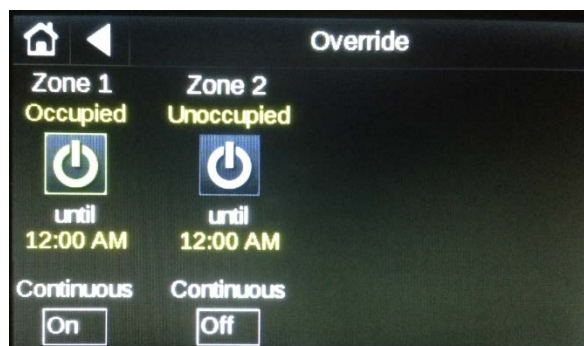 Override
Zone 1
Occupied
until
12:00 AM
Continuous
On
Zone 2
Unoccupied
until
12:00 AM
Continuous
Off